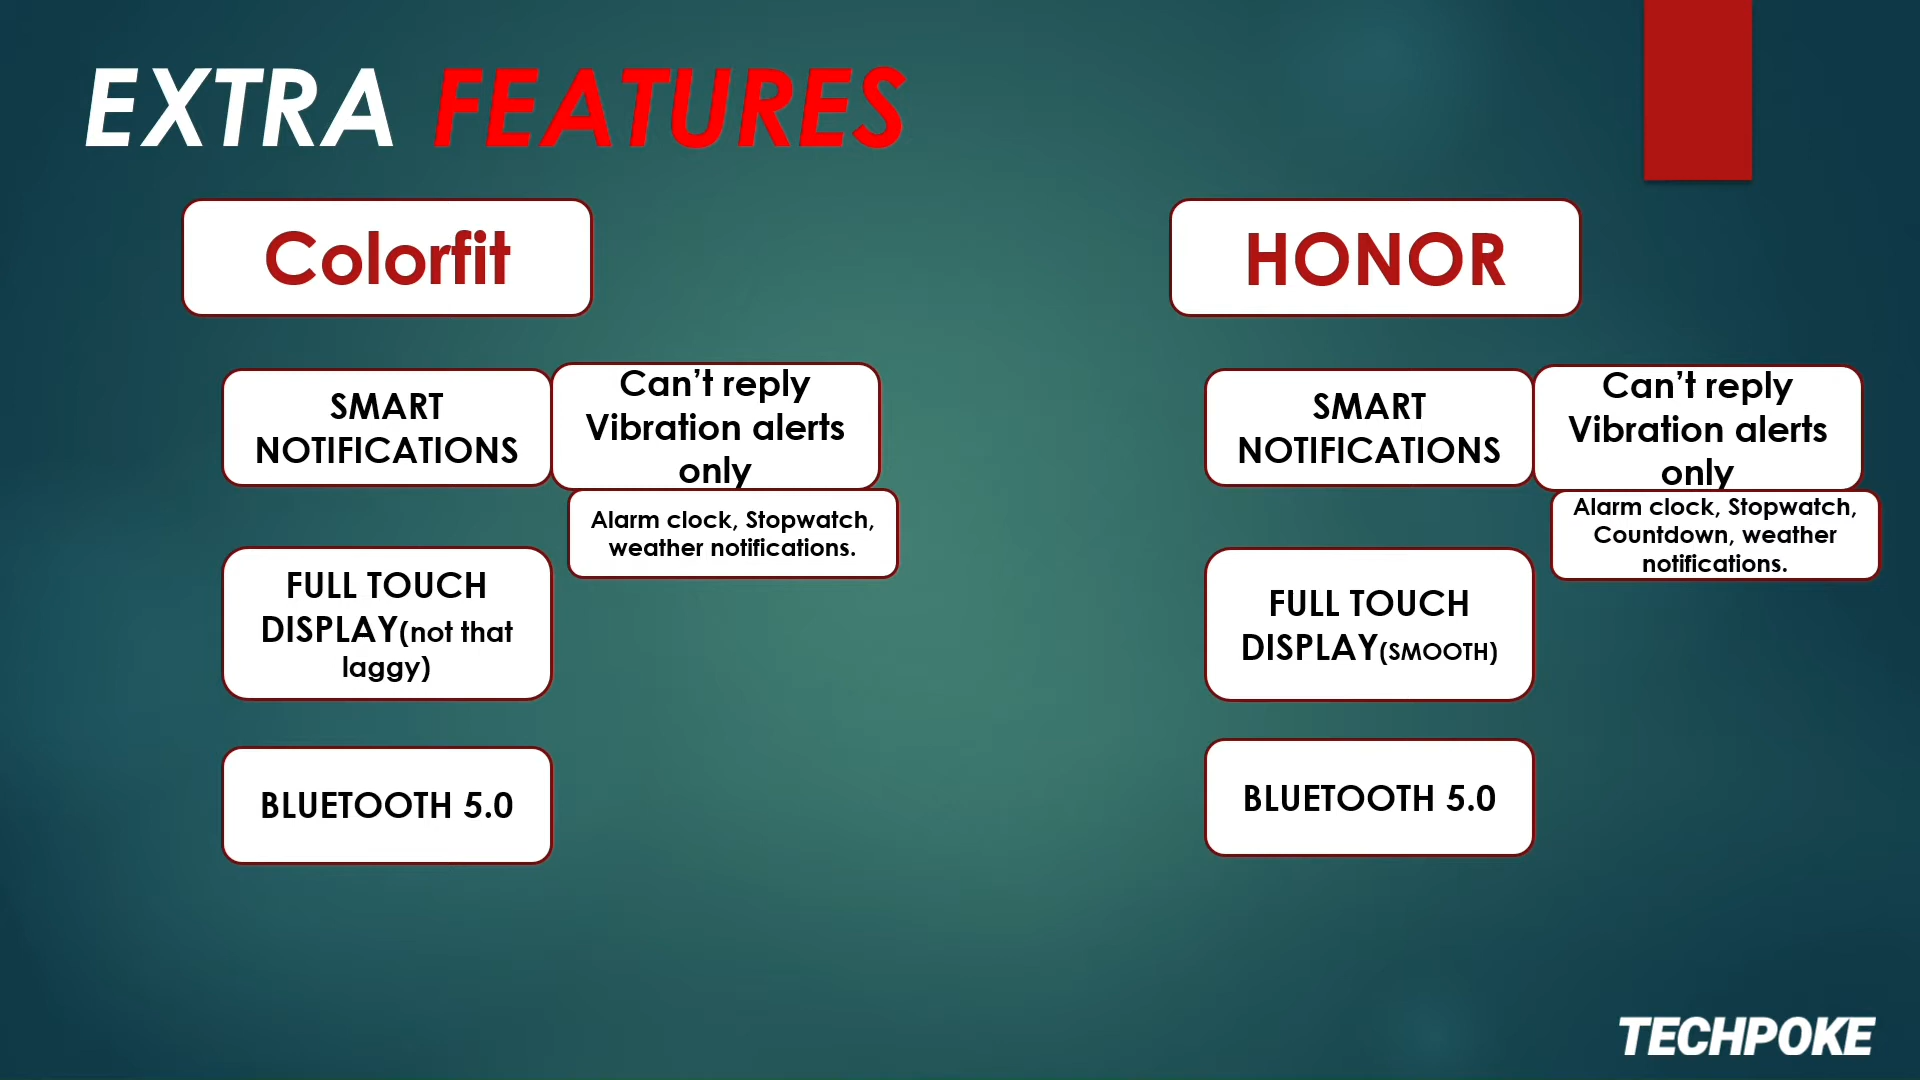 EXTRA FEATURES
Colorfit
SMART
NOTIFICATIONS
Can’t reply
Vibration alerts
only
Alarm clock, Stopwatch,
weather notifications.
FULL TOUCH
DISPLAY(not that
laggy)
BLUETOOTH 5.0
HONOR
SMART
NOTIFICATIONS
Can’t reply
Vibration alerts
only
Alarm clock, Stopwatch,
Countdown, weather
notifications.
FULL TOUCH
DISPLAY(SMOOTH)
BLUETOOTH 5.0
TECHPOKE